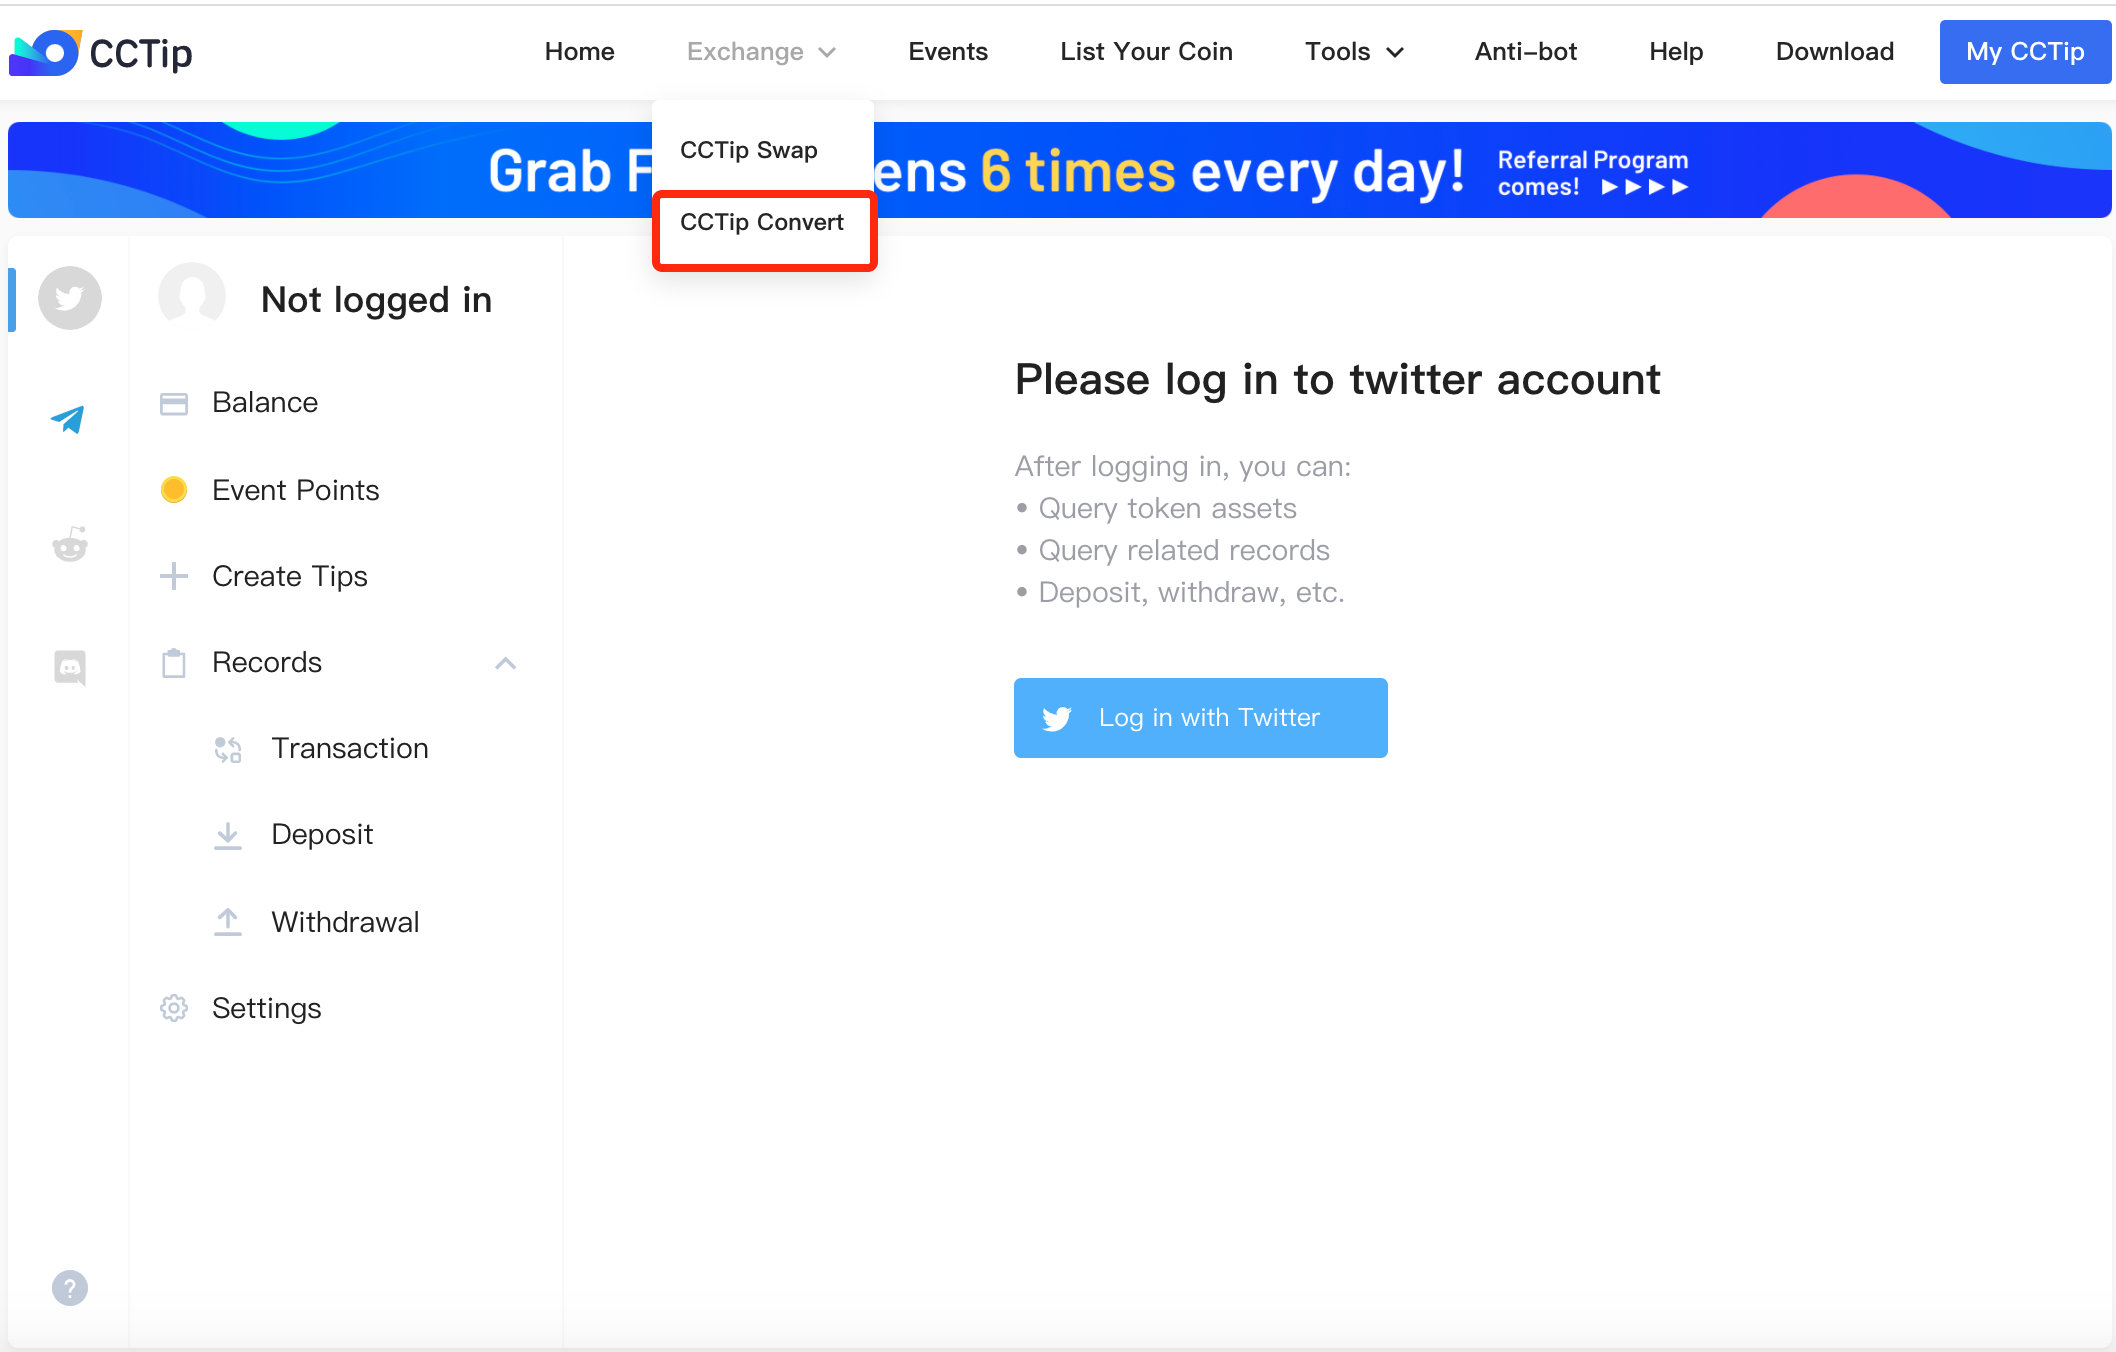 CCTip
Home
Exchange
Events
List Your Coin
Tools
Anti-bot
Help
Download
My CCTip
CCTip Swap
CCTip Convert
Grab F
ens 6 times every day!
Referral Program
comes! ▶▶▶▶
Not logged in
Balance
Event Points
Create Tips
Records
Transaction
Deposit
Withdrawal
Settings
?
Please log in to twitter account
After logging in, you can:
• Query token assets
• Query related records
• Deposit, withdraw, etc.
Log in with Twitter